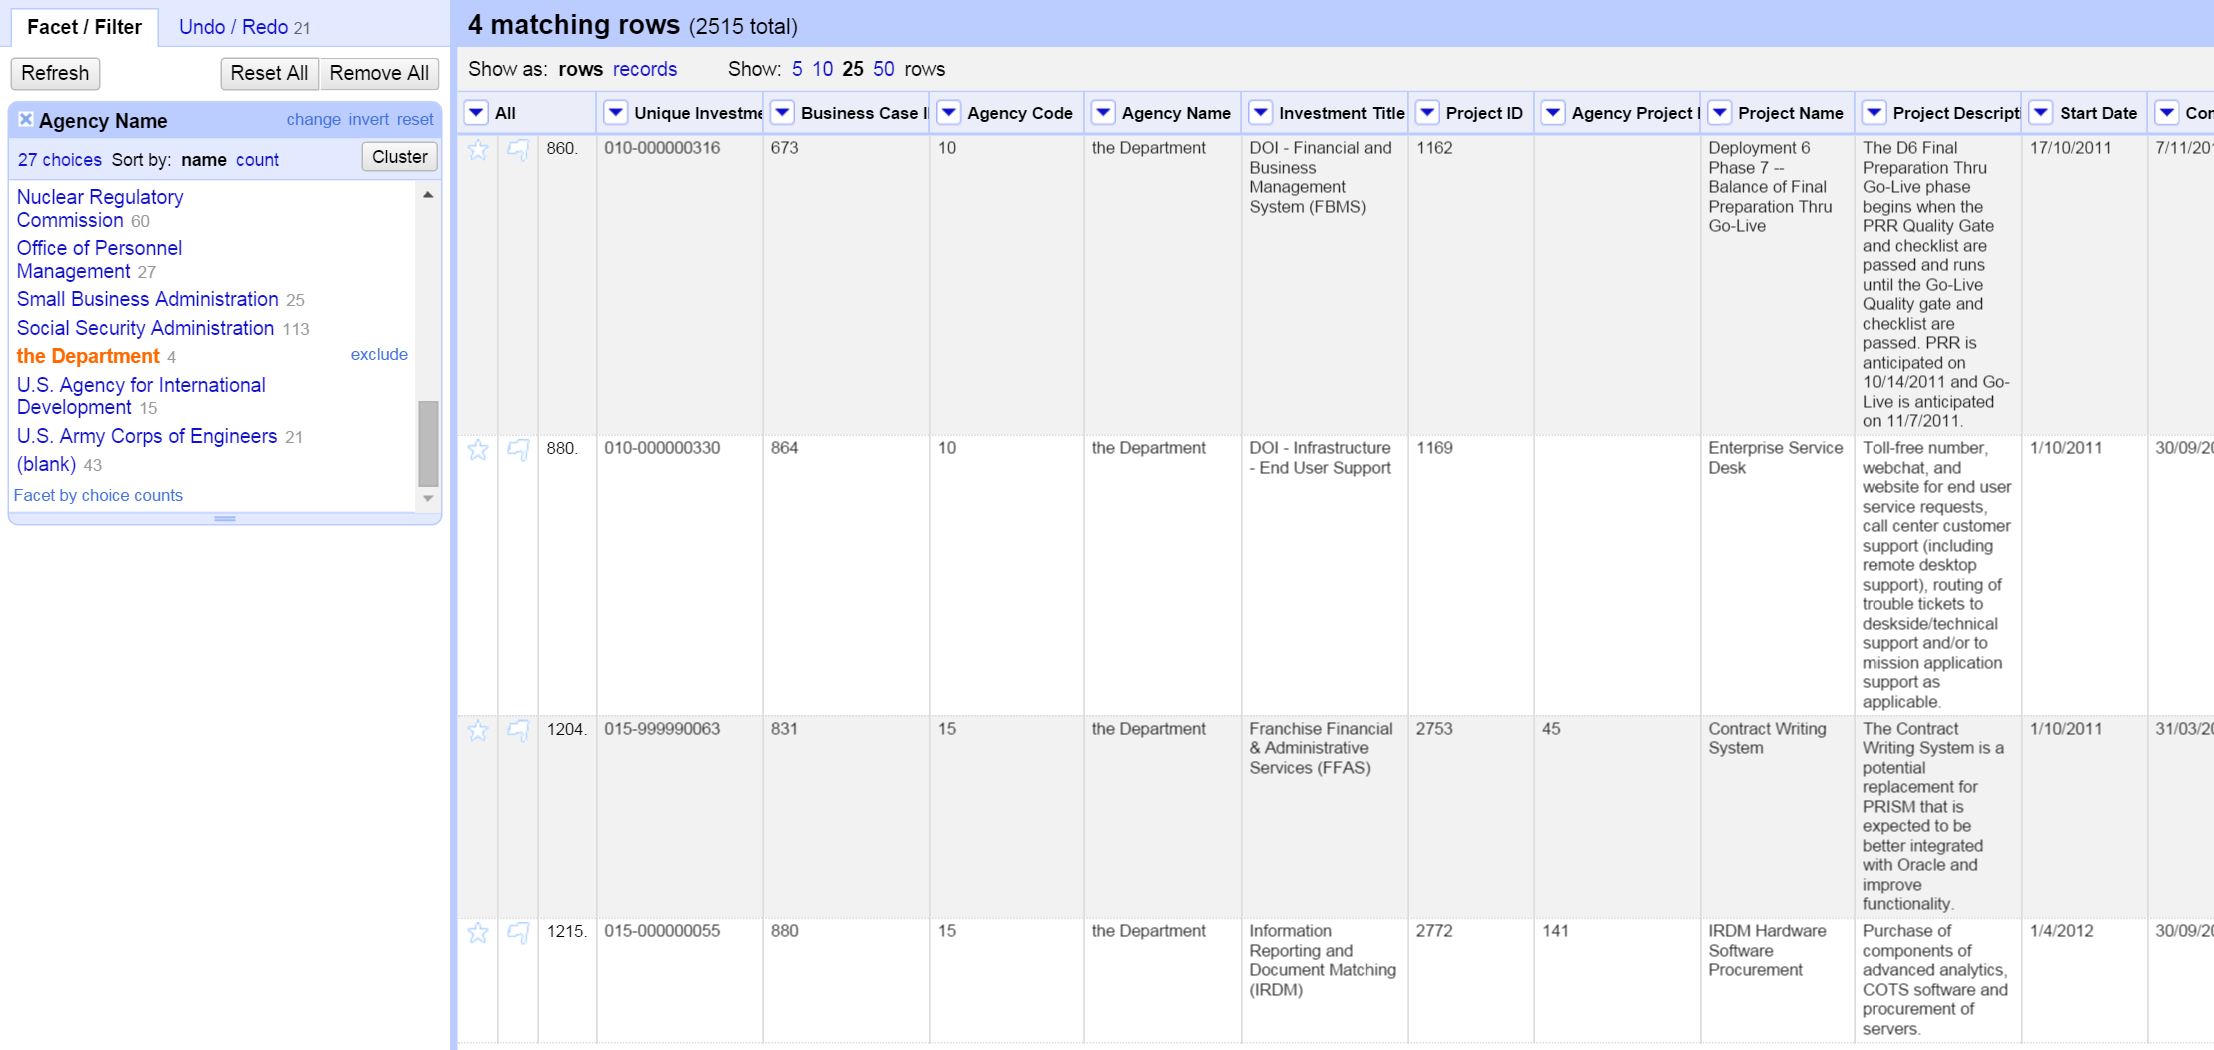 Facet / Filter
Undo / Redo 21
Refresh
Reset All
Remove All
Agency Name
change invert reset
27 choices Sort by: name count
Cluster
Nuclear Regulatory
Commission 60
Office of Personnel
Management 27
Small Business Administration 25
Social Security Administration 113
the Department 4
exclude
U.S. Agency for International
Development 15
U.S. Army Corps of Engineers 21
(blank) 43
Facet by choice counts
4 matching rows (2515 total)
Show as: rows records
Show: 5 10 25 50 rows
All
Unique Investme
Business Case I
Agency Code
Agency Name
Investment Title
Project ID
Agency Project I
Project Name
Project Descript
Start Date
Con
860.
010-000000316
673
10
the Department
DOI - Financial and
Business
Management
System (FBMS)
1162
Deployment 6
Phase 7 --
Balance of Final
Preparation Thru
Go-Live
The D6 Final
Preparation Thru
Go-Live phase
begins when the
PRR Quality Gate
and checklist are
passed and runs
until the Go-Live
Quality gate and
checklist are
passed. PRR is
anticipated on
10/14/2011 and Go-
Live is anticipated
on 11/7/2011.
17/10/2011
7/11/201
880.
010-000000330
864
10
the Department
DOI - Infrastructure
- End User Support
1169
Enterprise Service
Desk
Toll-free number,
webchat, and
website for end user
service requests,
call center customer
support (including
remote desktop
support), routing of
trouble tickets to
deskside/technical
support and/or to
mission application
support as
applicable.
1/10/2011
30/09/20
1204.
015-999990063
831
15
the Department
Franchise Financial
& Administrative
Services (FFAS)
2753
45
Contract Writing
System
The Contract
Writing System is a
potential
replacement for
PRISM that is
expected to be
better integrated
with Oracle and
improve
functionality.
1/10/2011
31/03/20
1215.
015-000000055
880
15
the Department
Information
Reporting and
Document Matching
(IRDM)
2772
141
IRDM Hardware
Software
Procurement
Purchase of
components of
advanced analytics,
COTS software and
procurement of
servers.
1/4/2012
30/09/20